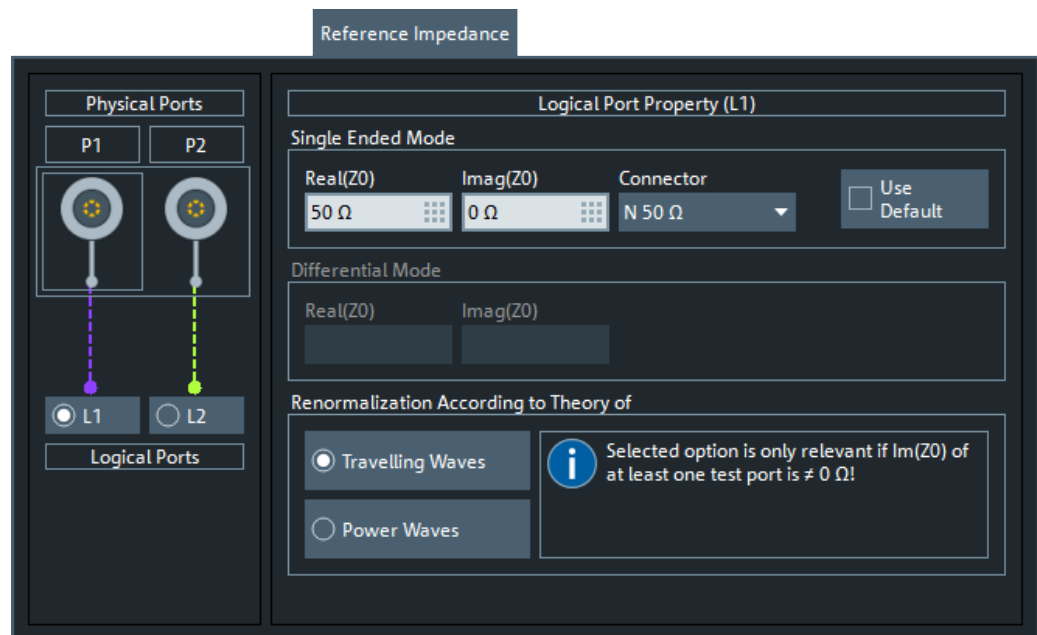 Reference Impedance
Physical Ports
P1
P2
L1
L2
Logical Ports
Logical Port Property (L1)
Single Ended Mode
Real(Z0)
Imag(Z0)
Connector
50 Ω
0 Ω
N 50 Ω
Use
Default
Differential Mode
Real(Z0)
Imag(Z0)
Renormalization According to Theory of
Travelling Waves
Power Waves
i
Selected option is only relevant if Im(Z0) of
at least one test port is ≠ 0 Ω!